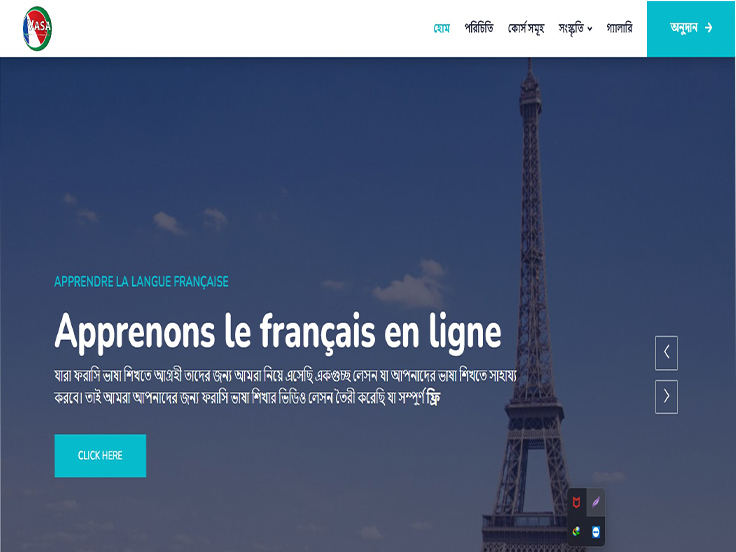 MASA
হোম
পরিচিতি
কোর্স সমূহ
সংস্কৃতি
গ্যালারি
অনুদান
APPRENDRE LA LANGUE FRANÇAISE
Apprenons le français en ligne
যারা ফরাসি ভাষা শিখতে আগ্রহী তাদের জন্য আমরা নিয়ে এসেছি একগুচ্ছ লেসন যা আপনাদের ভাষা শিখতে সাহায্য
করবে। তাই আমরা আপনাদের জন্য ফরাসি ভাষা শিখার ভিডিও লেসন তৈরী করেছি যা সম্পূর্ণ ফ্রি
CLICK HERE